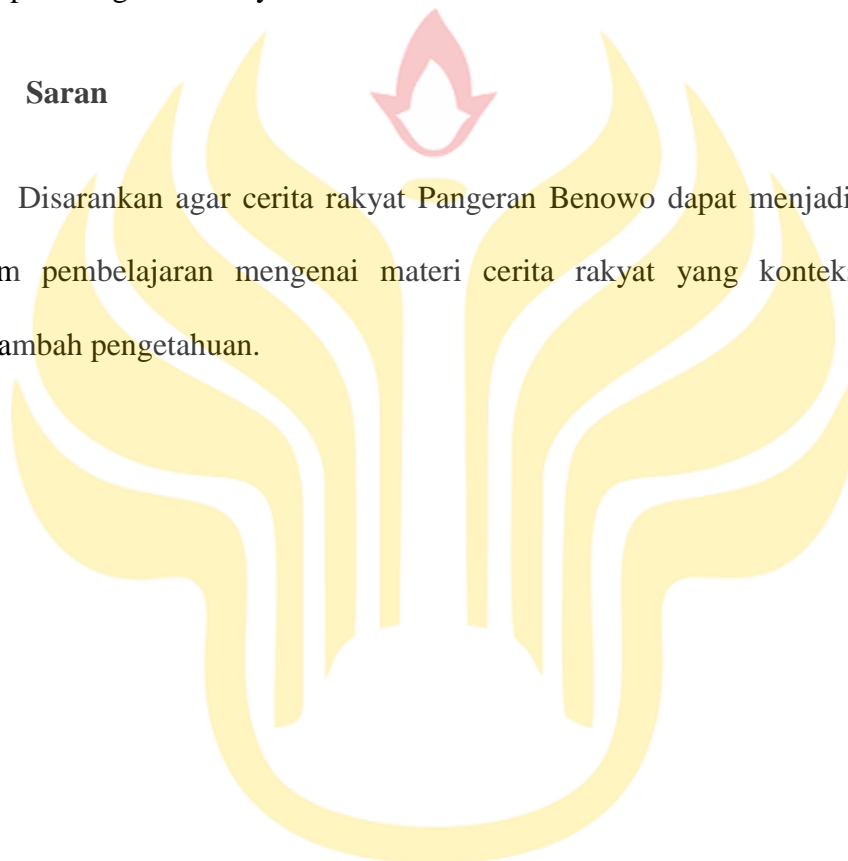 Saran
Disarankan agar cerita rakyat Pangeran Benowo dapat menjadi
pembelajaran mengenai materi cerita rakyat yang
pengetahuan.